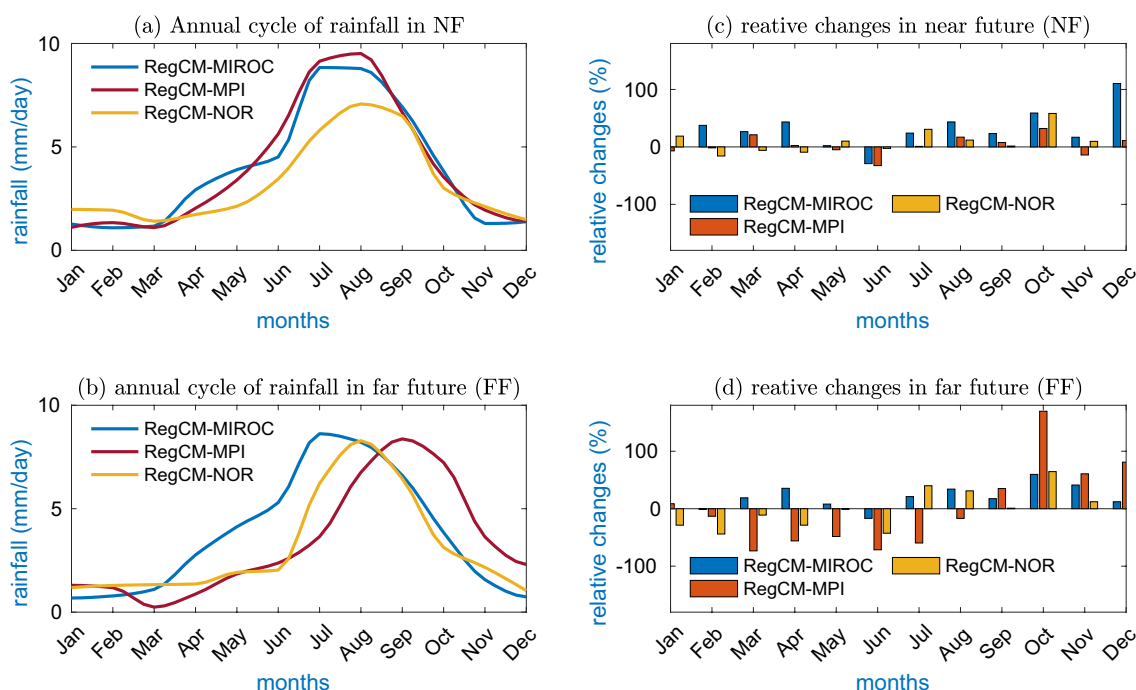 (a) Annual cycle of rainfall in NF
10
5
0
rainfall (mm/day)
RegCM-MIROC
RegCM-MPI
RegCM-NOR
Jan Feb Mar Apr May Jun Jul Aug Sep Oct Nov Dec
months
(c) reative changes in near future (NF)
100
0
-100
relative changes (%)
RegCM-MIROC RegCM-NOR
RegCM-MPI
Jan Feb Mar Apr May Jun Jul Aug Sep Oct Nov Dec
months
(b) annual cycle of rainfall in far future (FF)
10
5
0
rainfall (mm/day)
RegCM-MIROC
RegCM-MPI
RegCM-NOR
Jan Feb Mar Apr May Jun Jul Aug Sep Oct Nov Dec
months
(d) reative changes in far future (FF)
100
0
-100
relative changes (%)
RegCM-MIROC RegCM-NOR
RegCM-MPI
Jan Feb Mar Apr May Jun Jul Aug Sep Oct Nov Dec
months